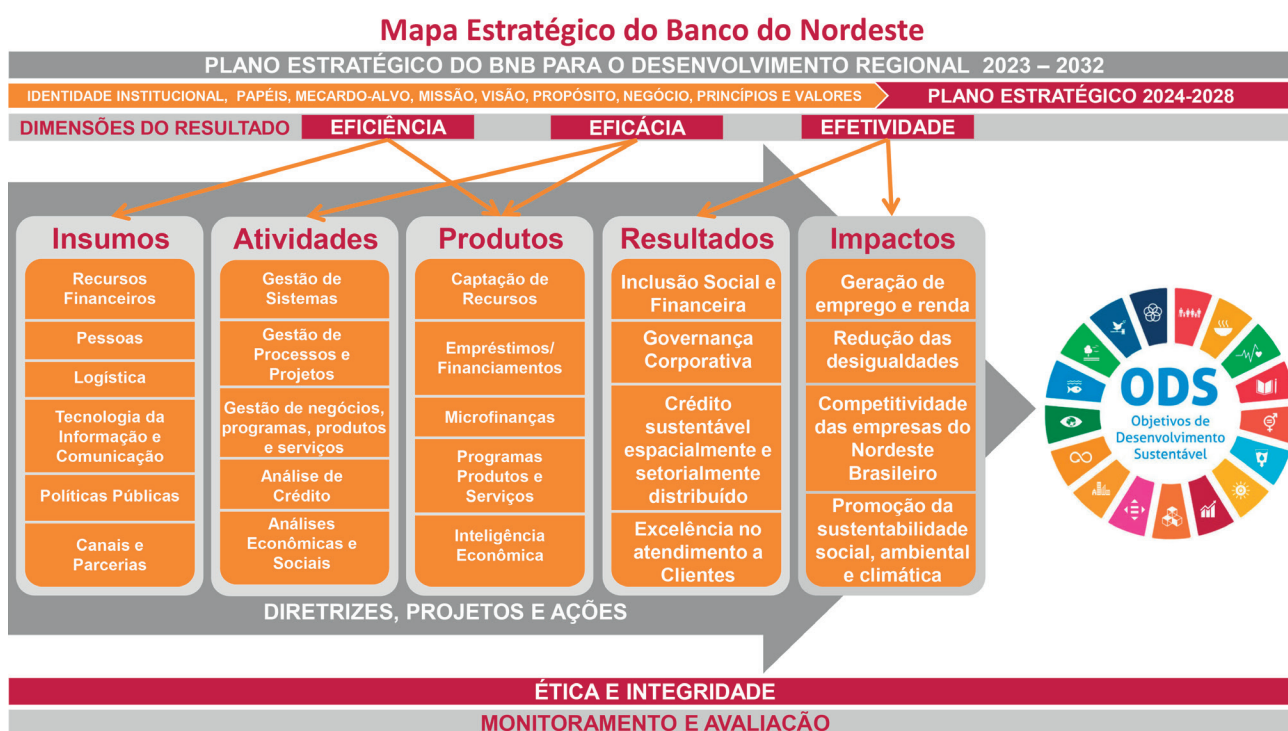 Mapa Estratégico do Banco do Nordeste
PLANO ESTRATÉGICO DO BNB PARA O DESENVOLVIMENTO REGIONAL 2023 – 2032
IDENTIDADE INSTITUCIONAL, PAPÉIS, MECARDO-ALVO, MISSÃO, VISÃO, PROPÓSITO, NEGÓCIO, PRINCÍPIOS E VALORES
PLANO ESTRATÉGICO 2024-2028
DIMENSÕES DO RESULTADO
EFICIÊNCIA
EFICÁCIA
EFETIVIDADE
Insumos
Recursos
Financeiros
Pessoas
Logística
Tecnologia da
Informação e
Comunicação
Políticas Públicas
Canais e
Parcerias
Atividades
Gestão de
Sistemas
Gestão de
Processos e
Projetos
Gestão de negócios,
programas, produtos
e serviços
Análise de
Crédito
Análises
Econômicas e
Sociais
Produtos
Captação de
Recursos
Empréstimos/
Financiamentos
Microfinanças
Programas
Produtos e
Serviços
Inteligência
Econômica
Resultados
Inclusão Social e
Financeira
Governança
Corporativa
Crédito
sustentável
espacialmente e
setorialmente
distribuído
Excelência no
atendimento a
Clientes
Impactos
Geração de
emprego e renda
Redução das
desigualdades
Competitividade
das empresas do
Nordeste
Brasileiro
Promoção da
sustentabilidade
social, ambiental
e climática
ODS
Objetivos de
Desenvolvimento
Sustentável
DIRETRIZES, PROJETOS E AÇÕES
ÉTICA E INTEGRIDADE
MONITORAMENTO E AVALIAÇÃO